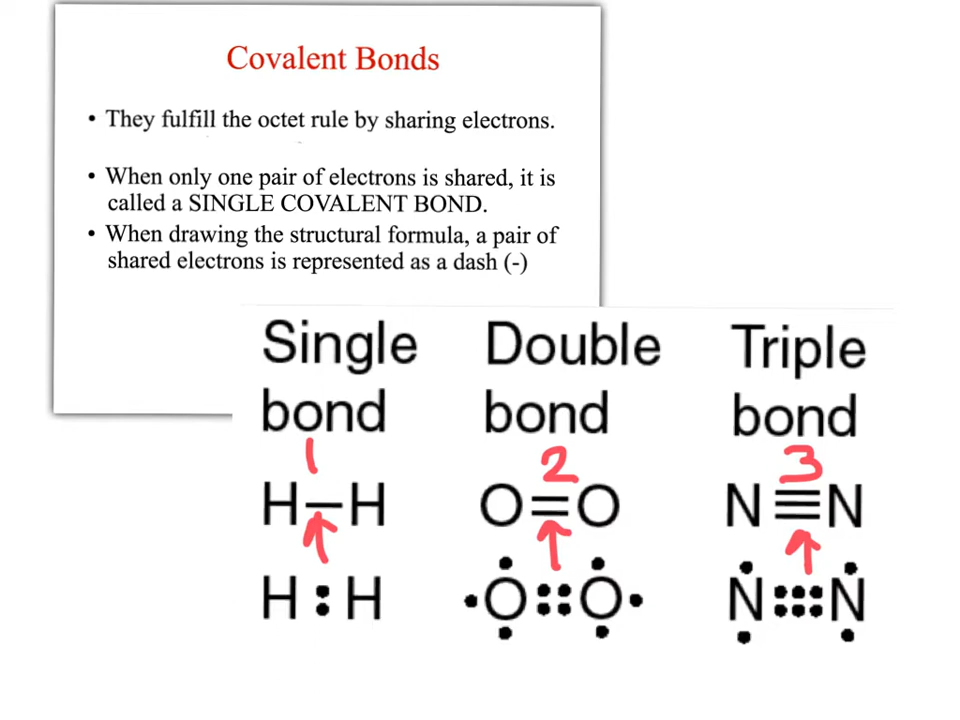 Covalent Bonds
• They fulfill the octet rule by sharing electrons.
• When only one pair of electrons is shared, it is
called a SINGLE COVALENT BOND.
• When drawing the structural formula, a pair of
shared electrons is represented as a dash (-)
Single Double Triple
bond bond bond
1 2 3
H–H O=O N≡N
H:H O::O N:::N